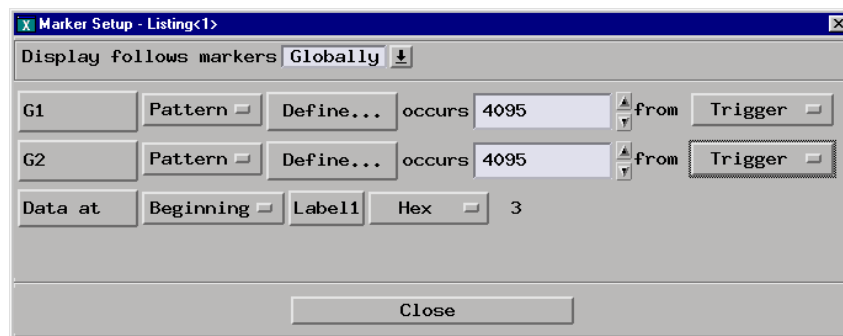 X Marker Setup - Listing<1>
Display follows markers Globally
G1 Pattern Define... occurs 4095 from Trigger
G2 Pattern Define... occurs 4095 from Trigger
Data at Beginning Label1 Hex 3
Close